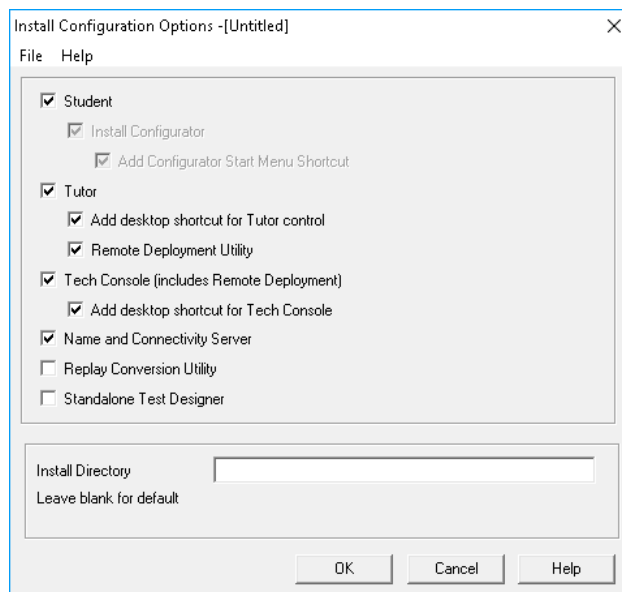 Install Configuration Options -[Untitled]
File Help
Student
Install Configurator
Add Configurator Start Menu Shortcut
Tutor
Add desktop shortcut for Tutor control
Remote Deployment Utility
Tech Console (includes Remote Deployment)
Add desktop shortcut for Tech Console
Name and Connectivity Server
Replay Conversion Utility
Standalone Test Designer
Install Directory
Leave blank for default
OK Cancel Help